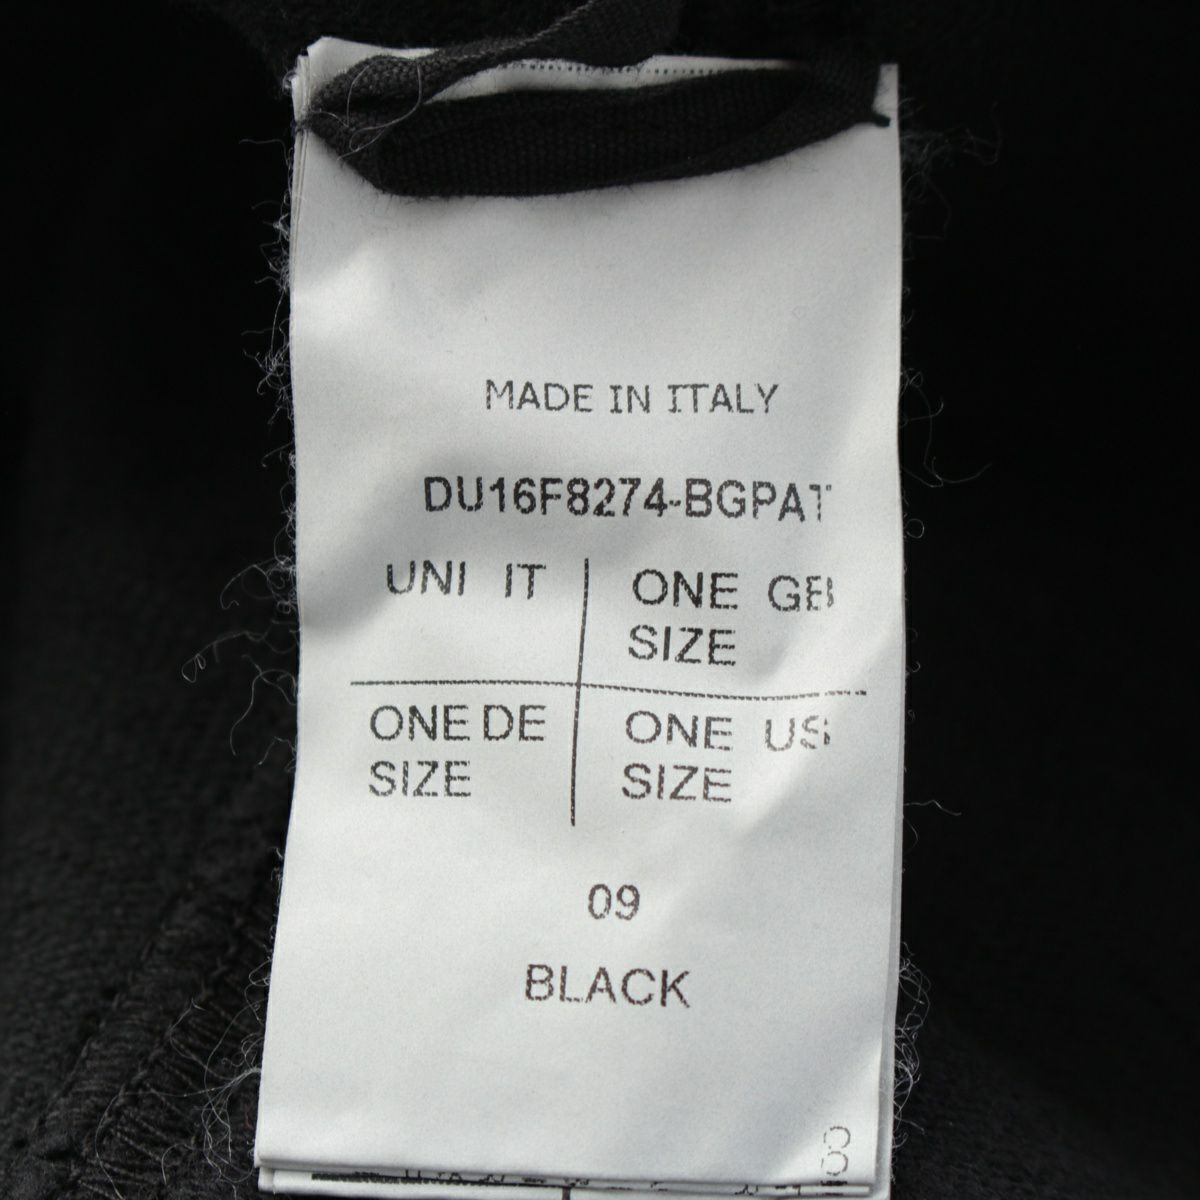 MADE IN ITALY
DU16F8274-BGPAT
UNI IT
ONE GB
SIZE
ONE DE
SIZE
ONE US
SIZE
09
BLACK